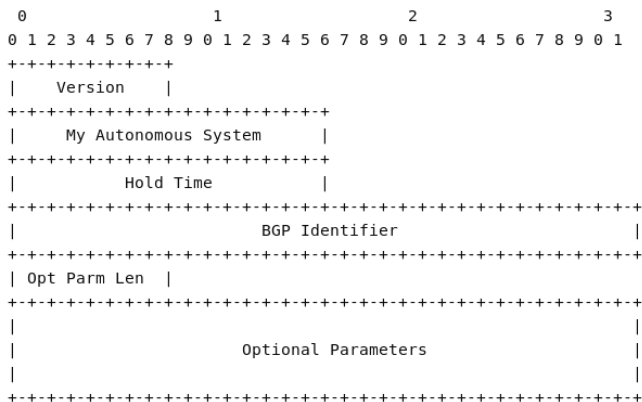 0                   1                   2                   3
0 1 2 3 4 5 6 7 8 9 0 1 2 3 4 5 6 7 8 9 0 1 2 3 4 5 6 7 8 9 0 1
+-+-+-+-+-+-+-+-+
|    Version    |
+-+-+-+-+-+-+-+-+-+-+-+-+-+-+-+-+
|     My Autonomous System      |
+-+-+-+-+-+-+-+-+-+-+-+-+-+-+-+-+
|           Hold Time           |
+-+-+-+-+-+-+-+-+-+-+-+-+-+-+-+-+-+-+-+-+-+-+-+-+-+-+-+-+-+-+-+-+
|                         BGP Identifier                        |
+-+-+-+-+-+-+-+-+-+-+-+-+-+-+-+-+-+-+-+-+-+-+-+-+-+-+-+-+-+-+-+-+
| Opt Parm Len  |
+-+-+-+-+-+-+-+-+-+-+-+-+-+-+-+-+-+-+-+-+-+-+-+-+-+-+-+-+-+-+-+-+
|                                                               |
|                       Optional Parameters                     |
|                                                               |
+-+-+-+-+-+-+-+-+-+-+-+-+-+-+-+-+-+-+-+-+-+-+-+-+-+-+-+-+-+-+-+-+